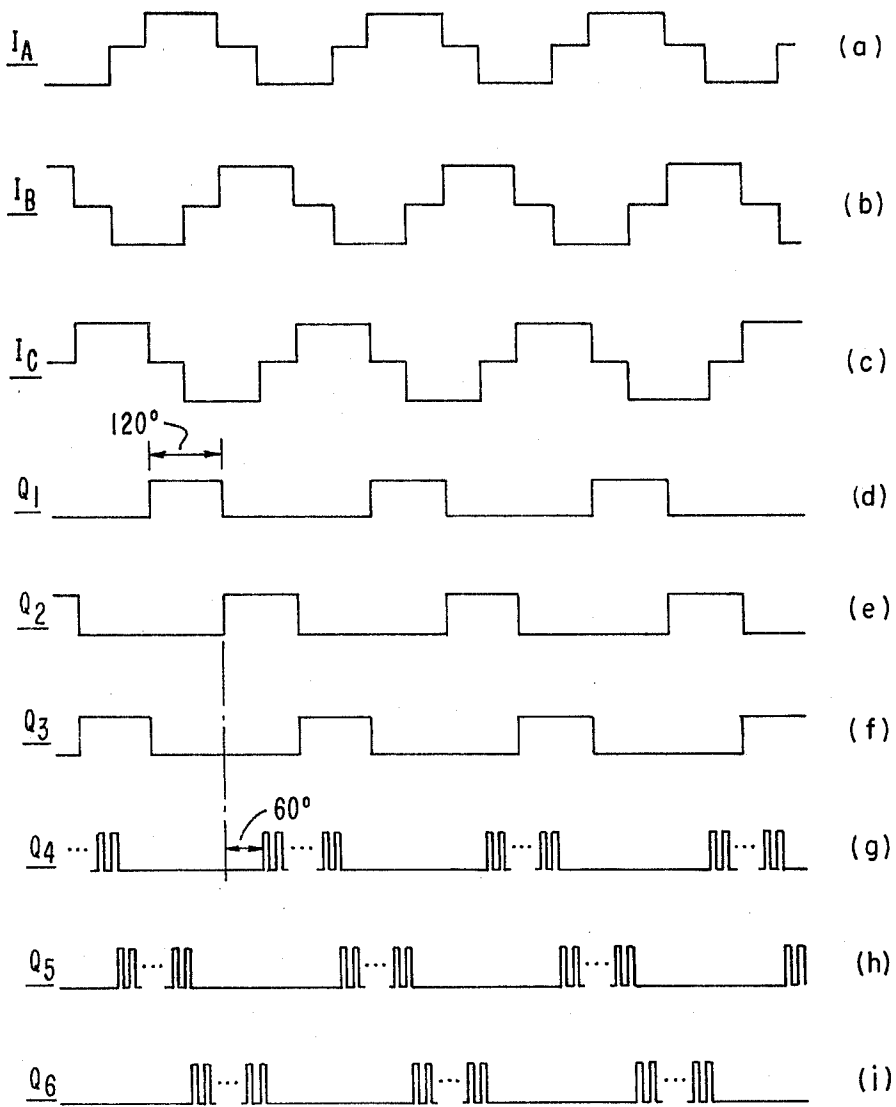 I_A (a)
I_B (b)
I_C (c)
120°
Q_1 (d)
Q_2 (e)
Q_3 (f)
60°
Q_4 ... ... ... ... (g)
Q_5 ... ... ... (h)
Q_6 ... ... ... (i)